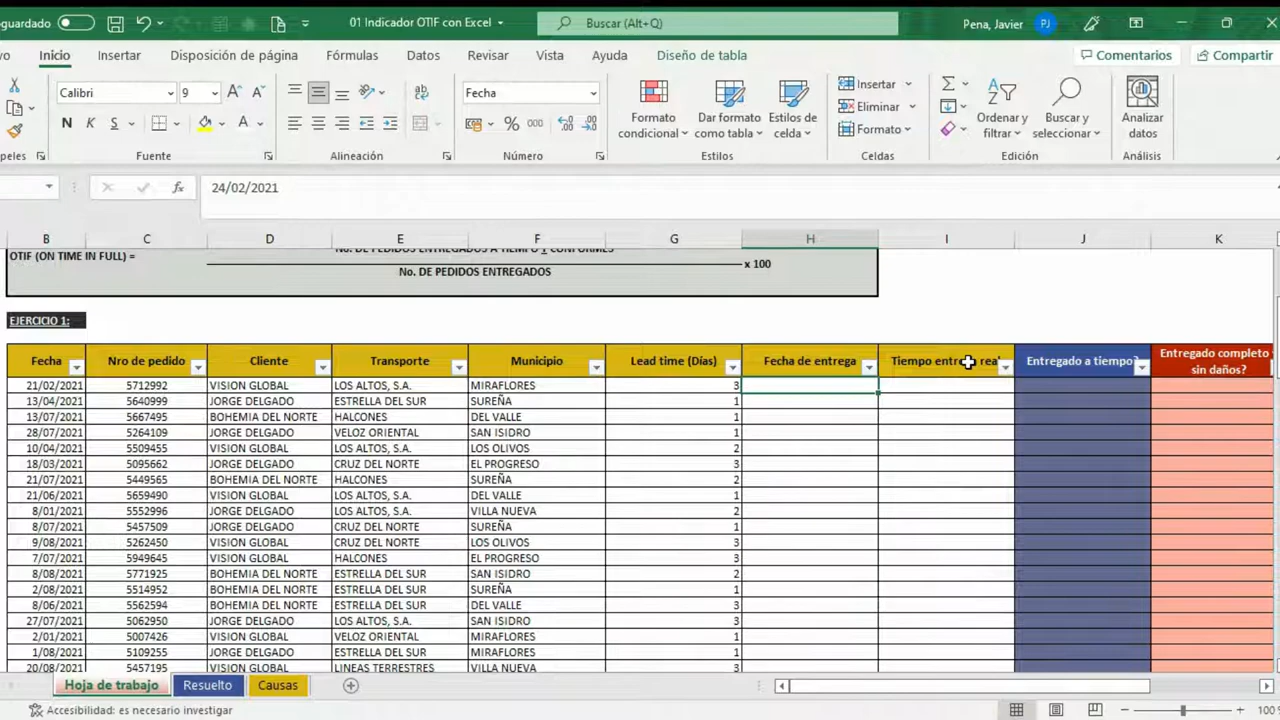 oguardado
01 Indicador OTIF con Excel
Buscar (Alt+Q)
Pena, Javier
PJ
vo Inicio Insertar Disposición de página Fórmulas Datos Revisar Vista Ayuda Diseño de tabla Comentarios Compartir
Calibri 9
Fecha
N K S
Formato condicional
Dar formato como tabla
Estilos de celda
Insertar
Eliminar
Formato
Ordenar y filtrar
Buscar y seleccionar
Analizar datos
peles Fuente Alineación Número Estilos Celdas Edición Análisis
fx 24/02/2021
B C D E F G H I J K
No. DE PEDIDOS ENTREGADOS A TIEMPO Y CONFORMES
OTIF (ON TIME IN FULL) =
x 100
No. DE PEDIDOS ENTREGADOS
EJERCICIO 1:
Fecha Nro de pedido Cliente Transporte Municipio Lead time (Días) Fecha de entrega Tiempo entrega real Entregado a tiempo? Entregado completo sin daños?
21/02/2021 5712992 VISION GLOBAL LOS ALTOS, S.A. MIRAFLORES 3
13/04/2021 5640999 JORGE DELGADO ESTRELLA DEL SUR SUREÑA 1
13/07/2021 5667495 BOHEMIA DEL NORTE HALCONES DEL VALLE 1
28/07/2021 5264109 JORGE DELGADO VELOZ ORIENTAL SAN ISIDRO 1
10/04/2021 5509455 VISION GLOBAL LOS ALTOS, S.A. LOS OLIVOS 2
18/03/2021 5095662 JORGE DELGADO CRUZ DEL NORTE EL PROGRESO 3
21/07/2021 5449565 BOHEMIA DEL NORTE HALCONES SUREÑA 2
21/06/2021 5659490 VISION GLOBAL LOS ALTOS, S.A. DEL VALLE 1
8/01/2021 5552996 JORGE DELGADO LOS ALTOS, S.A. VILLA NUEVA 2
8/07/2021 5457509 JORGE DELGADO CRUZ DEL NORTE SUREÑA 1
9/08/2021 5262450 VISION GLOBAL CRUZ DEL NORTE LOS OLIVOS 3
7/07/2021 5949645 VISION GLOBAL HALCONES EL PROGRESO 3
8/08/2021 5771925 BOHEMIA DEL NORTE ESTRELLA DEL SUR SAN ISIDRO 2
2/08/2021 5514952 BOHEMIA DEL NORTE ESTRELLA DEL SUR SUREÑA 1
8/06/2021 5562594 BOHEMIA DEL NORTE ESTRELLA DEL SUR DEL VALLE 3
27/07/2021 5062950 JORGE DELGADO LOS ALTOS, S.A. SAN ISIDRO 3
2/01/2021 5007426 VISION GLOBAL VELOZ ORIENTAL MIRAFLORES 1
1/08/2021 5109255 JORGE DELGADO ESTRELLA DEL SUR MIRAFLORES 1
20/08/2021 5457195 VISION GLOBAL LINEAS TERRESTRES VILLA NUEVA 3
Hoja de trabajo Resuelto Causas
Accesibilidad: es necesario investigar
100